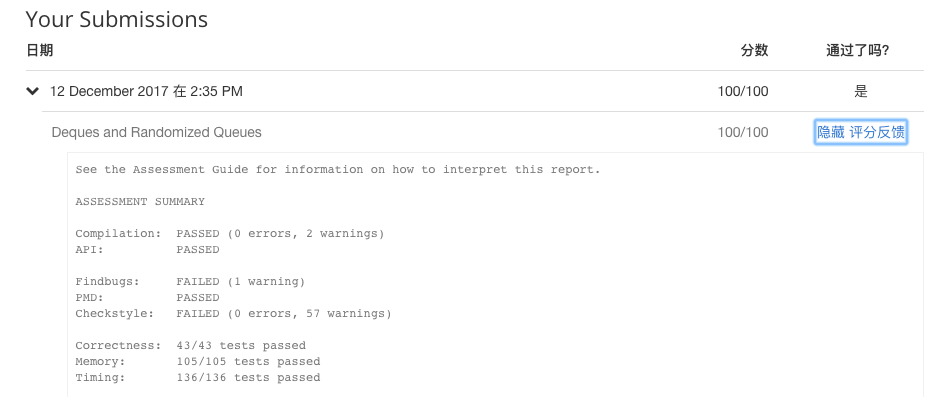 Your Submissions
日期 分数 通过了吗?
12 December 2017 在 2:35 PM 100/100 是
Deques and Randomized Queues 100/100 隐藏 评分反馈
See the Assessment Guide for information on how to interpret this report.
ASSESSMENT SUMMARY
Compilation: PASSED (0 errors, 2 warnings)
API: PASSED
Findbugs: FAILED (1 warning)
PMD: PASSED
Checkstyle: FAILED (0 errors, 57 warnings)
Correctness: 43/43 tests passed
Memory: 105/105 tests passed
Timing: 136/136 tests passed